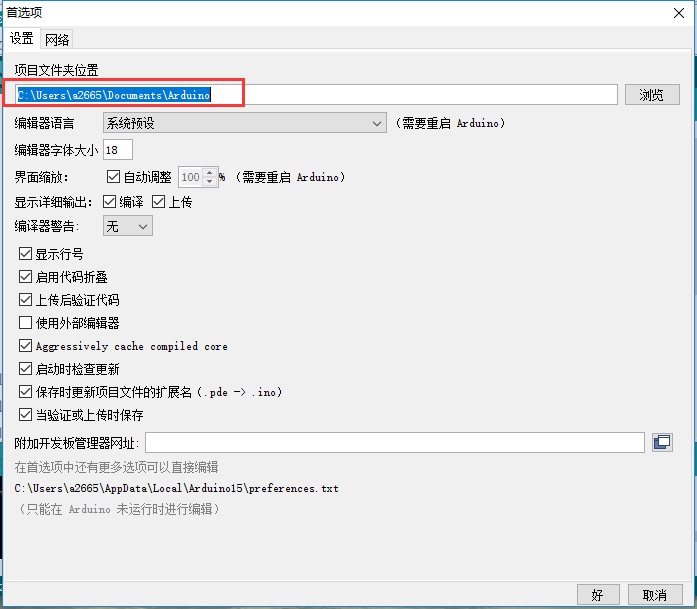 首选项
设置 网络
项目文件夹位置
C:\Users\a2665\Documents\Arduino 浏览
编辑器语言 系统预设 (需要重启 Arduino)
编辑器字体大小 18
界面缩放: 自动调整 100 % (需要重启 Arduino)
显示详细输出: 编译 上传
编译器警告: 无
显示行号
启用代码折叠
上传后验证代码
使用外部编辑器
Aggressively cache compiled core
启动时检查更新
保存时更新项目文件的扩展名 (.pde -> .ino)
当验证或上传时保存
附加开发板管理器网址:
在首选项中还有更多选项可以直接编辑
C:\Users\a2665\AppData\Local\Arduino15\preferences.txt
(只能在 Arduino 未运行时进行编辑)
好 取消